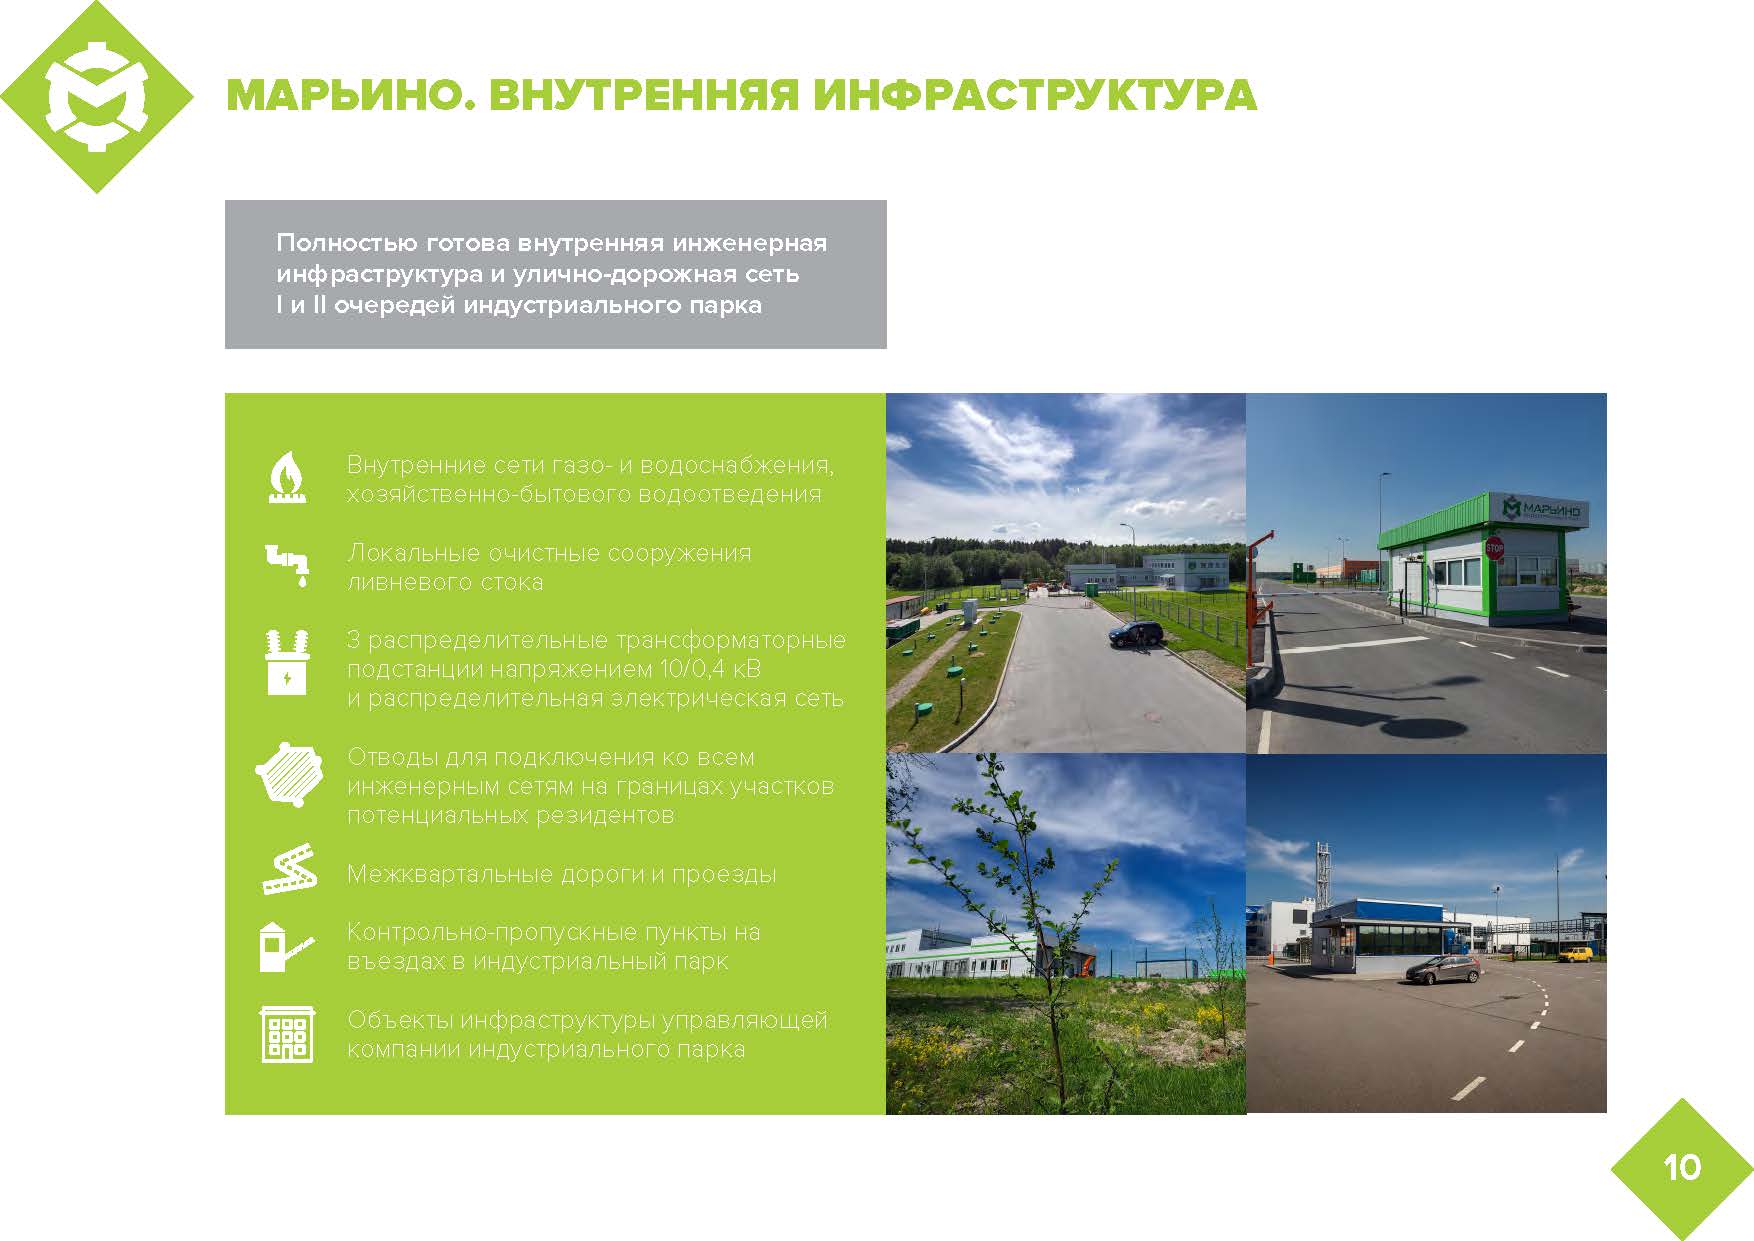 МАРЬИНО. ВНУТРЕННЯЯ ИНФРАСТРУКТУРА
Полностью готова внутренняя инженерная
инфраструктура и улично-дорожная сеть
I и II очередей индустриального парка
Внутренние сети газо- и водоснабжения,
хозяйственно-бытового водоотведения
Локальные очистные сооружения
ливневого стока
3 распределительные трансформаторные
подстанции напряжением 10/0,4 кВ
и распределительная электрическая сеть
Отводы для подключения ко всем
инженерным сетям на границах участков
потенциальных резидентов
Межквартальные дороги и проезды
Контрольно-пропускные пункты на
въездах в индустриальный парк
Объекты инфраструктуры управляющей
компании индустриального парка
МАРЬИНО
STOP
10